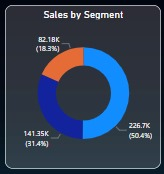 Sales by Segment
82.18K
(18.3%)
141.35K
(31.4%)
226.7K
(50.4%)